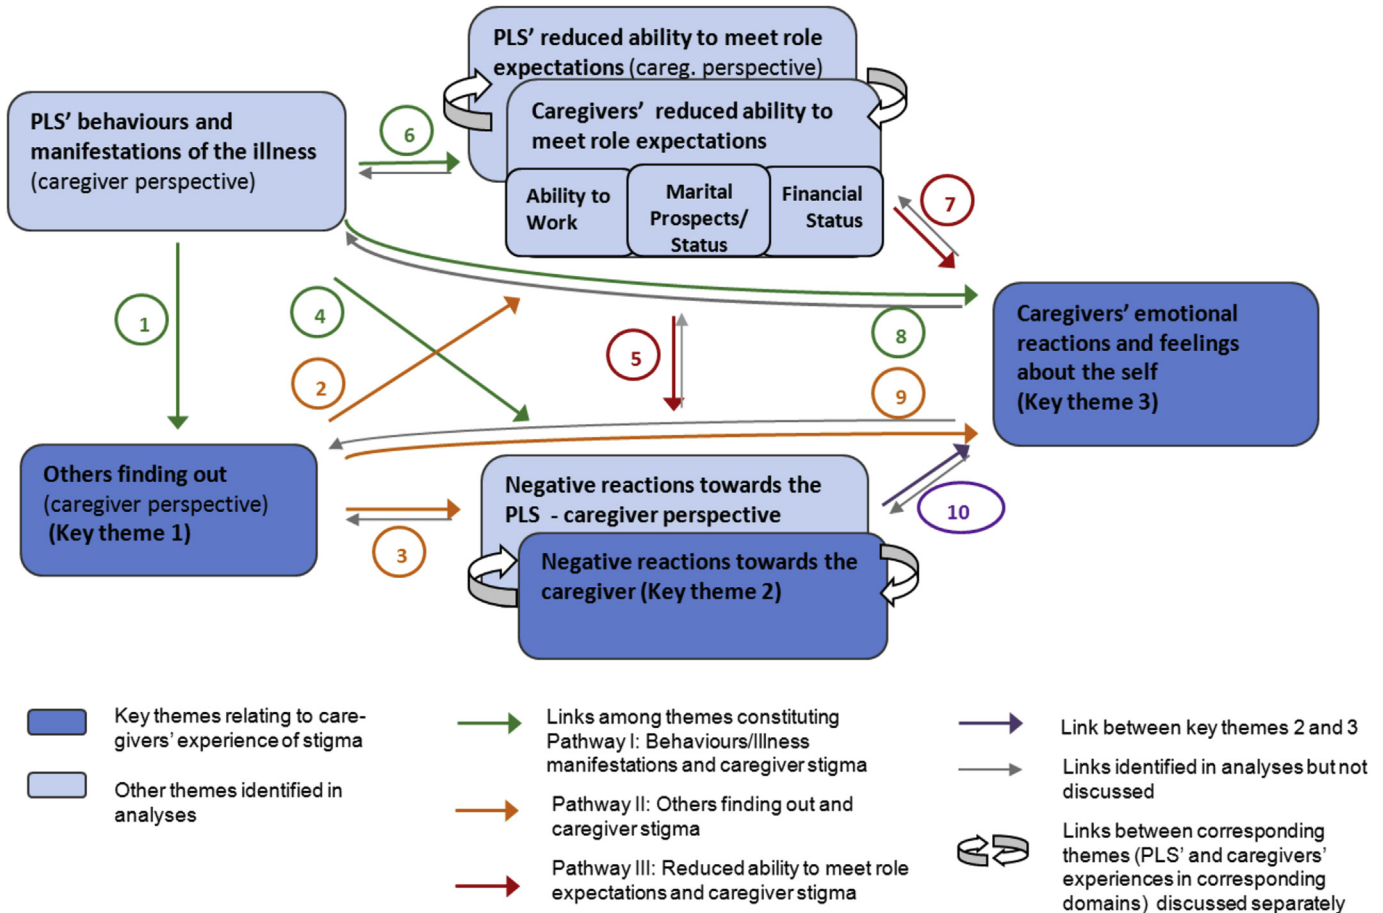 PLS’ reduced ability to meet role
expectations (careg. perspective)
Caregivers’ reduced ability to
meet role expectations
Ability to
Work
Marital
Prospects/
Status
Financial
Status
PLS’ behaviours and
manifestations of the illness
(caregiver perspective)
6
7
1
4
2
5
8
9
Caregivers’ emotional
reactions and feelings
about the self
(Key theme 3)
Others finding out
(caregiver perspective)
(Key theme 1)
3
Negative reactions towards the
PLS - caregiver perspective
Negative reactions towards the
caregiver (Key theme 2)
10
Key themes relating to care-
givers’ experience of stigma
Other themes identified in
analyses
Links among themes constituting
Pathway I: Behaviours/Illness
manifestations and caregiver stigma
Pathway II: Others finding out and
caregiver stigma
Pathway III: Reduced ability to meet role
expectations and caregiver stigma
Link between key themes 2 and 3
Links identified in analyses but not
discussed
Links between corresponding
themes (PLS’ and caregivers’
experiences in corresponding
domains) discussed separately